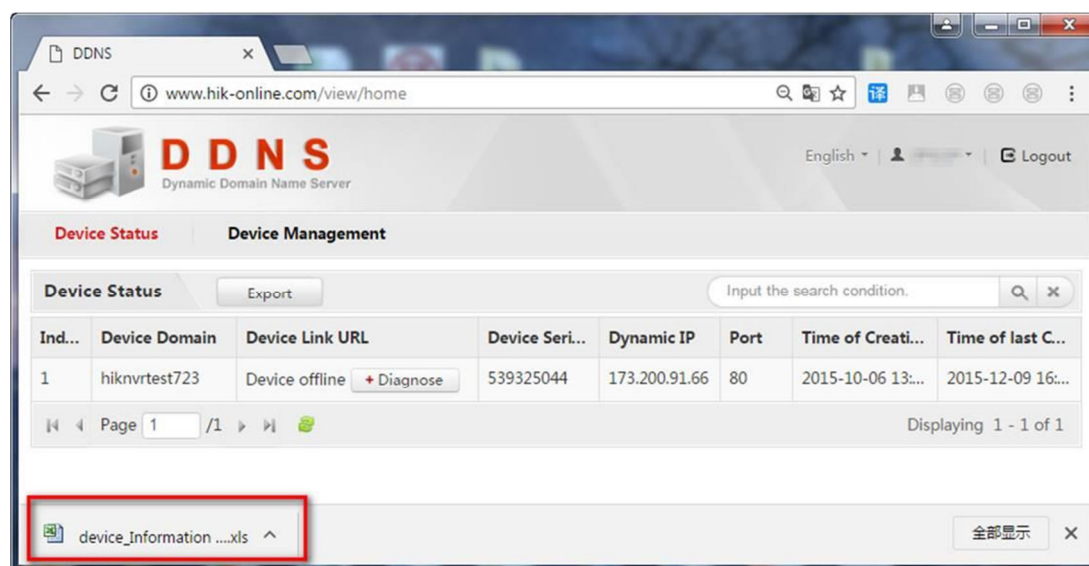 DDNS
www.hik-online.com/view/home
译
DDNS
Dynamic Domain Name Server
English
Logout
Device Status Device Management
Device Status Export Input the search condition.
Ind... Device Domain Device Link URL Device Seri... Dynamic IP Port Time of Creati... Time of last C...
1 hiknvrtest723 Device offline + Diagnose 539325044 173.200.91.66 80 2015-10-06 13:... 2015-12-09 16:...
Page 1 /1 Displaying 1 - 1 of 1
device_Information ....xls 全部显示